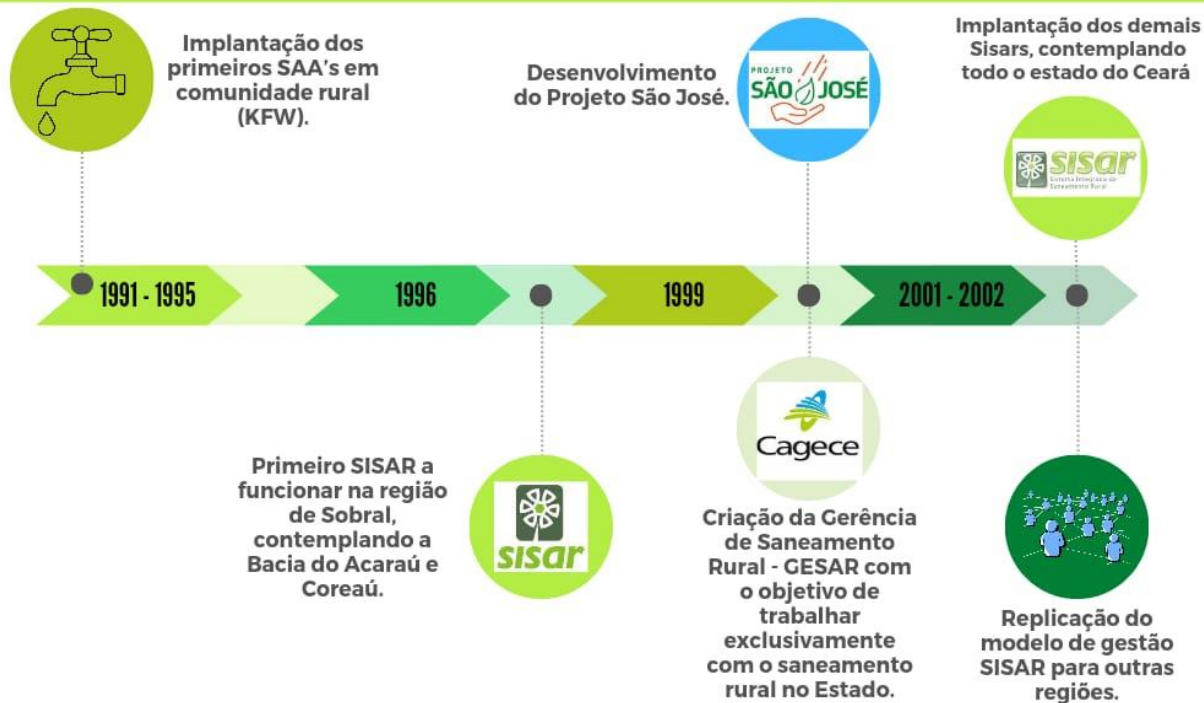 Implantação dos
primeiros SAA's em
comunidade rural
(KFW).
Desenvolvimento
do Projeto São José.
PROJETO
SÃO JOSÉ
Implantação dos demais
Sisars, contemplando
todo o estado do Ceará
sisar
Sistema Integrado de
Saneamento Rural
1991 - 1995
1996
1999
2001 - 2002
Primeiro SISAR a
funcionar na região
de Sobral,
contemplando a
Bacia do Acaraú e
Coreaú.
sisar
Cagece
Criação da Gerência
de Saneamento
Rural - GESAR com
o objetivo de
trabalhar
exclusivamente
com o saneamento
rural no Estado.
Replicação do
modelo de gestão
SISAR para outras
regiões.